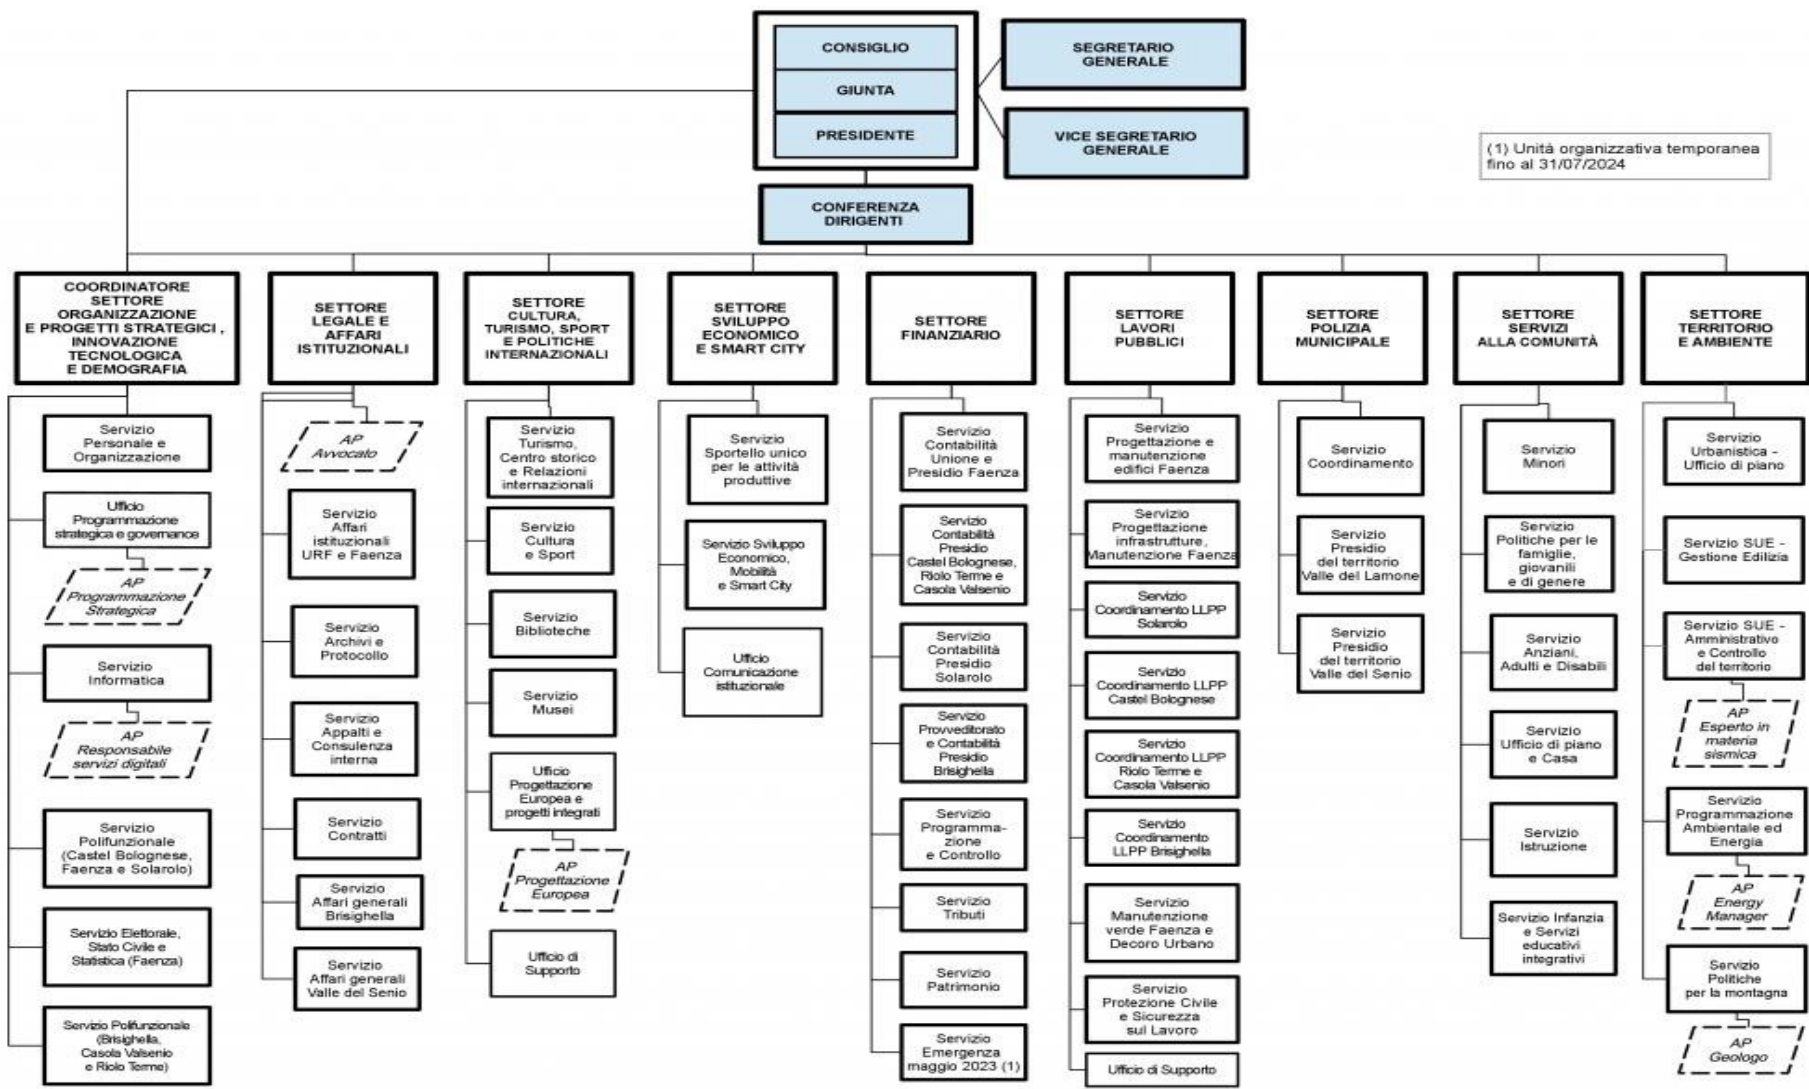 CONSIGLIO
GIUNTA
PRESIDENTE
SEGRETARIO
GENERALE
VICE SEGRETARIO
GENERALE
(1) Unità organizzativa temporanea
fino al 31/07/2024
CONFERENZA
DIRIGENTI
COORDINATORE
SETTORE
ORGANIZZAZIONE
E PROGETTI STRATEGICI ,
INNOVAZIONE
TECNOLOGICA
E DEMOGRAFIA
SETTORE
LEGALE E
AFFARI
ISTITUZIONALI
SETTORE
CULTURA,
TURISMO, SPORT
E POLITICHE
INTERNAZIONALI
SETTORE
SVILUPPO
ECONOMICO
E SMART CITY
SETTORE
FINANZIARIO
SETTORE
LAVORI
PUBBLICI
SETTORE
POLIZIA
MUNICIPALE
SETTORE
SERVIZI
ALLA COMUNITÀ
SETTORE
TERRITORIO
E AMBIENTE
Servizio
Personale e
Organizzazione
Ufficio
Programmazione
strategica e governance
AP
Programmazione
Strategica
Servizio
Informatica
AP
Responsabile
servizi digitali
Servizio
Polifunzionale
(Castel Bolognese,
Faenza e Solarolo)
Servizio Elettorale,
Stato Civile e
Statistica (Faenza)
Servizio Polifunzionale
(Brisighella,
Casola Valsenio
e Riolo Terme)
AP
Avvocato
Servizio
Affari
istituzionali
URF e Faenza
Servizio
Archivi e
Protocollo
Servizio
Appalti e
Consulenza
interna
Servizio
Contratti
Servizio
Affari generali
Brisighella
Servizio
Affari generali
Valle del Senio
Servizio
Turismo,
Centro storico
e Relazioni
internazionali
Servizio
Cultura
e Sport
Servizio
Biblioteche
Servizio
Musei
Ufficio
Progettazione
Europea e
progetti integrati
AP
Progettazione
Europea
Ufficio di
Supporto
Servizio
Sportello unico
per le attività
produttive
Servizio Sviluppo
Economico,
Mobilità
e Smart City
Ufficio
Comunicazione
istituzionale
Servizio
Contabilità
Unione e
Presidio Faenza
Servizio
Contabilità
Presidio
Castel Bolognese,
Riolo Terme e
Casola Valsenio
Servizio
Contabilità
Presidio
Solarolo
Servizio
Provveditorato
e Contabilità
Presidio
Brisighella
Servizio
Programma-
zione
e Controllo
Servizio
Tributi
Servizio
Patrimonio
Servizio
Emergenza
maggio 2023 (1)
Servizio
Progettazione e
manutenzione
edifici Faenza
Servizio
Progettazione
infrastrutture,
Manutenzione Faenza
Servizio
Coordinamento LLPP
Solarolo
Servizio
Coordinamento LLPP
Castel Bolognese
Servizio
Coordinamento LLPP
Riolo Terme e
Casola Valsenio
Servizio
Coordinamento
LLPP Brisighella
Servizio
Manutenzione
verde Faenza e
Decoro Urbano
Servizio
Protezione Civile
e Sicurezza
sul Lavoro
Ufficio di Supporto
Servizio
Coordinamento
Servizio
Presidio
del territorio
Valle del Lamone
Servizio
Presidio
del territorio
Valle del Senio
Servizio
Minori
Servizio
Politiche per le
famiglie,
giovanili
e di genere
Servizio
Anziani,
Adulti e Disabili
Servizio
Ufficio di piano
e Casa
Servizio
Istruzione
Servizio Infanzia
e Servizi
educativi
integrativi
Servizio
Urbanistica -
Ufficio di piano
Servizio SUE -
Gestione Edilizia
Servizio SUE -
Amministrativo
e Controllo
del territorio
AP
Esperto in
materia
sismica
Servizio
Programmazione
Ambientale ed
Energia
AP
Energy
Manager
Servizio
Politiche
per la montagna
AP
Geologo